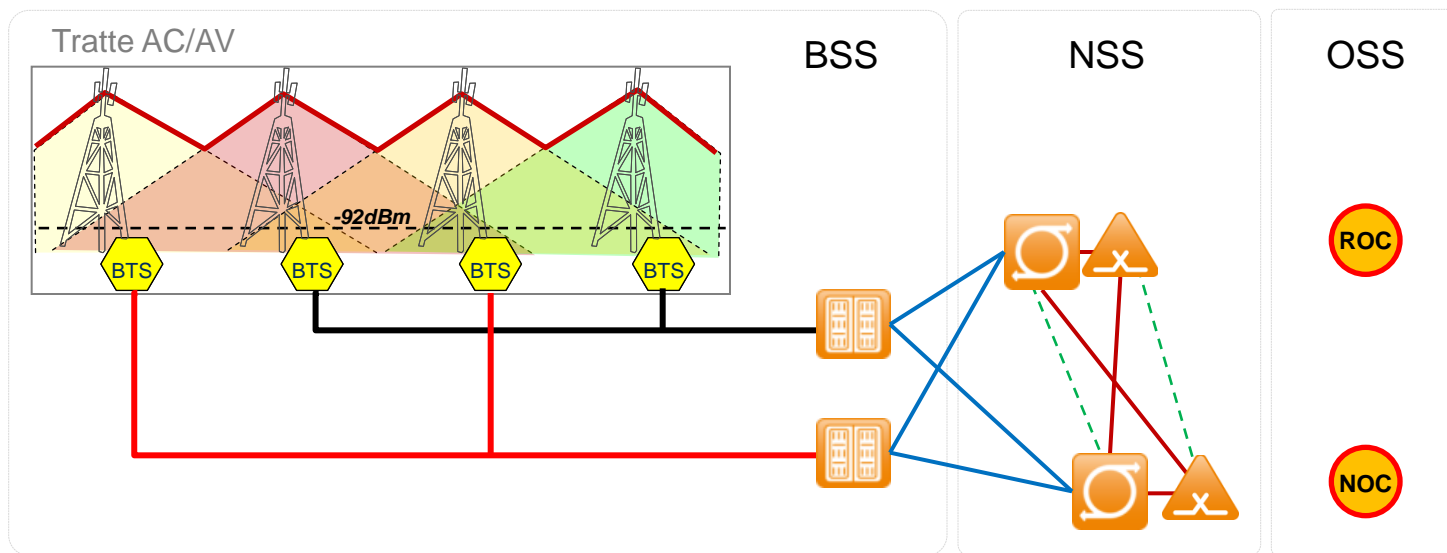 Tratte AC/AV
BSS
NSS
OSS
-92dBm
BTS
BTS
BTS
BTS
ROC
NOC